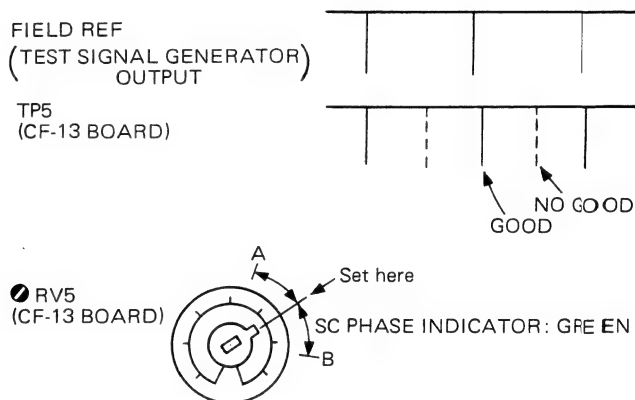 FIELD REF
(TEST SIGNAL GENERATOR
OUTPUT)
TP5
(CF-13 BOARD)
NO GOOD
GOOD
A
Set here
RV5
(CF-13 BOARD)
SC PHASE INDICATOR: GREEN
B